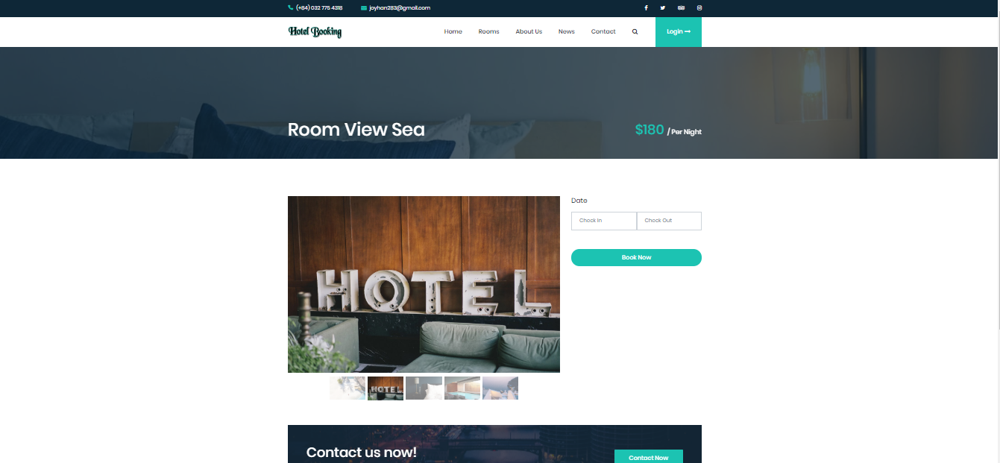 (+84) 032 775 4318 joyhan283@gmail.com
Hotel Booking Home Rooms About Us News Contact Login
Room View Sea $180 / Per Night
Date
Check In Check Out
Book Now
HOTEL
HOTEL
Contact us now!
Contact Now